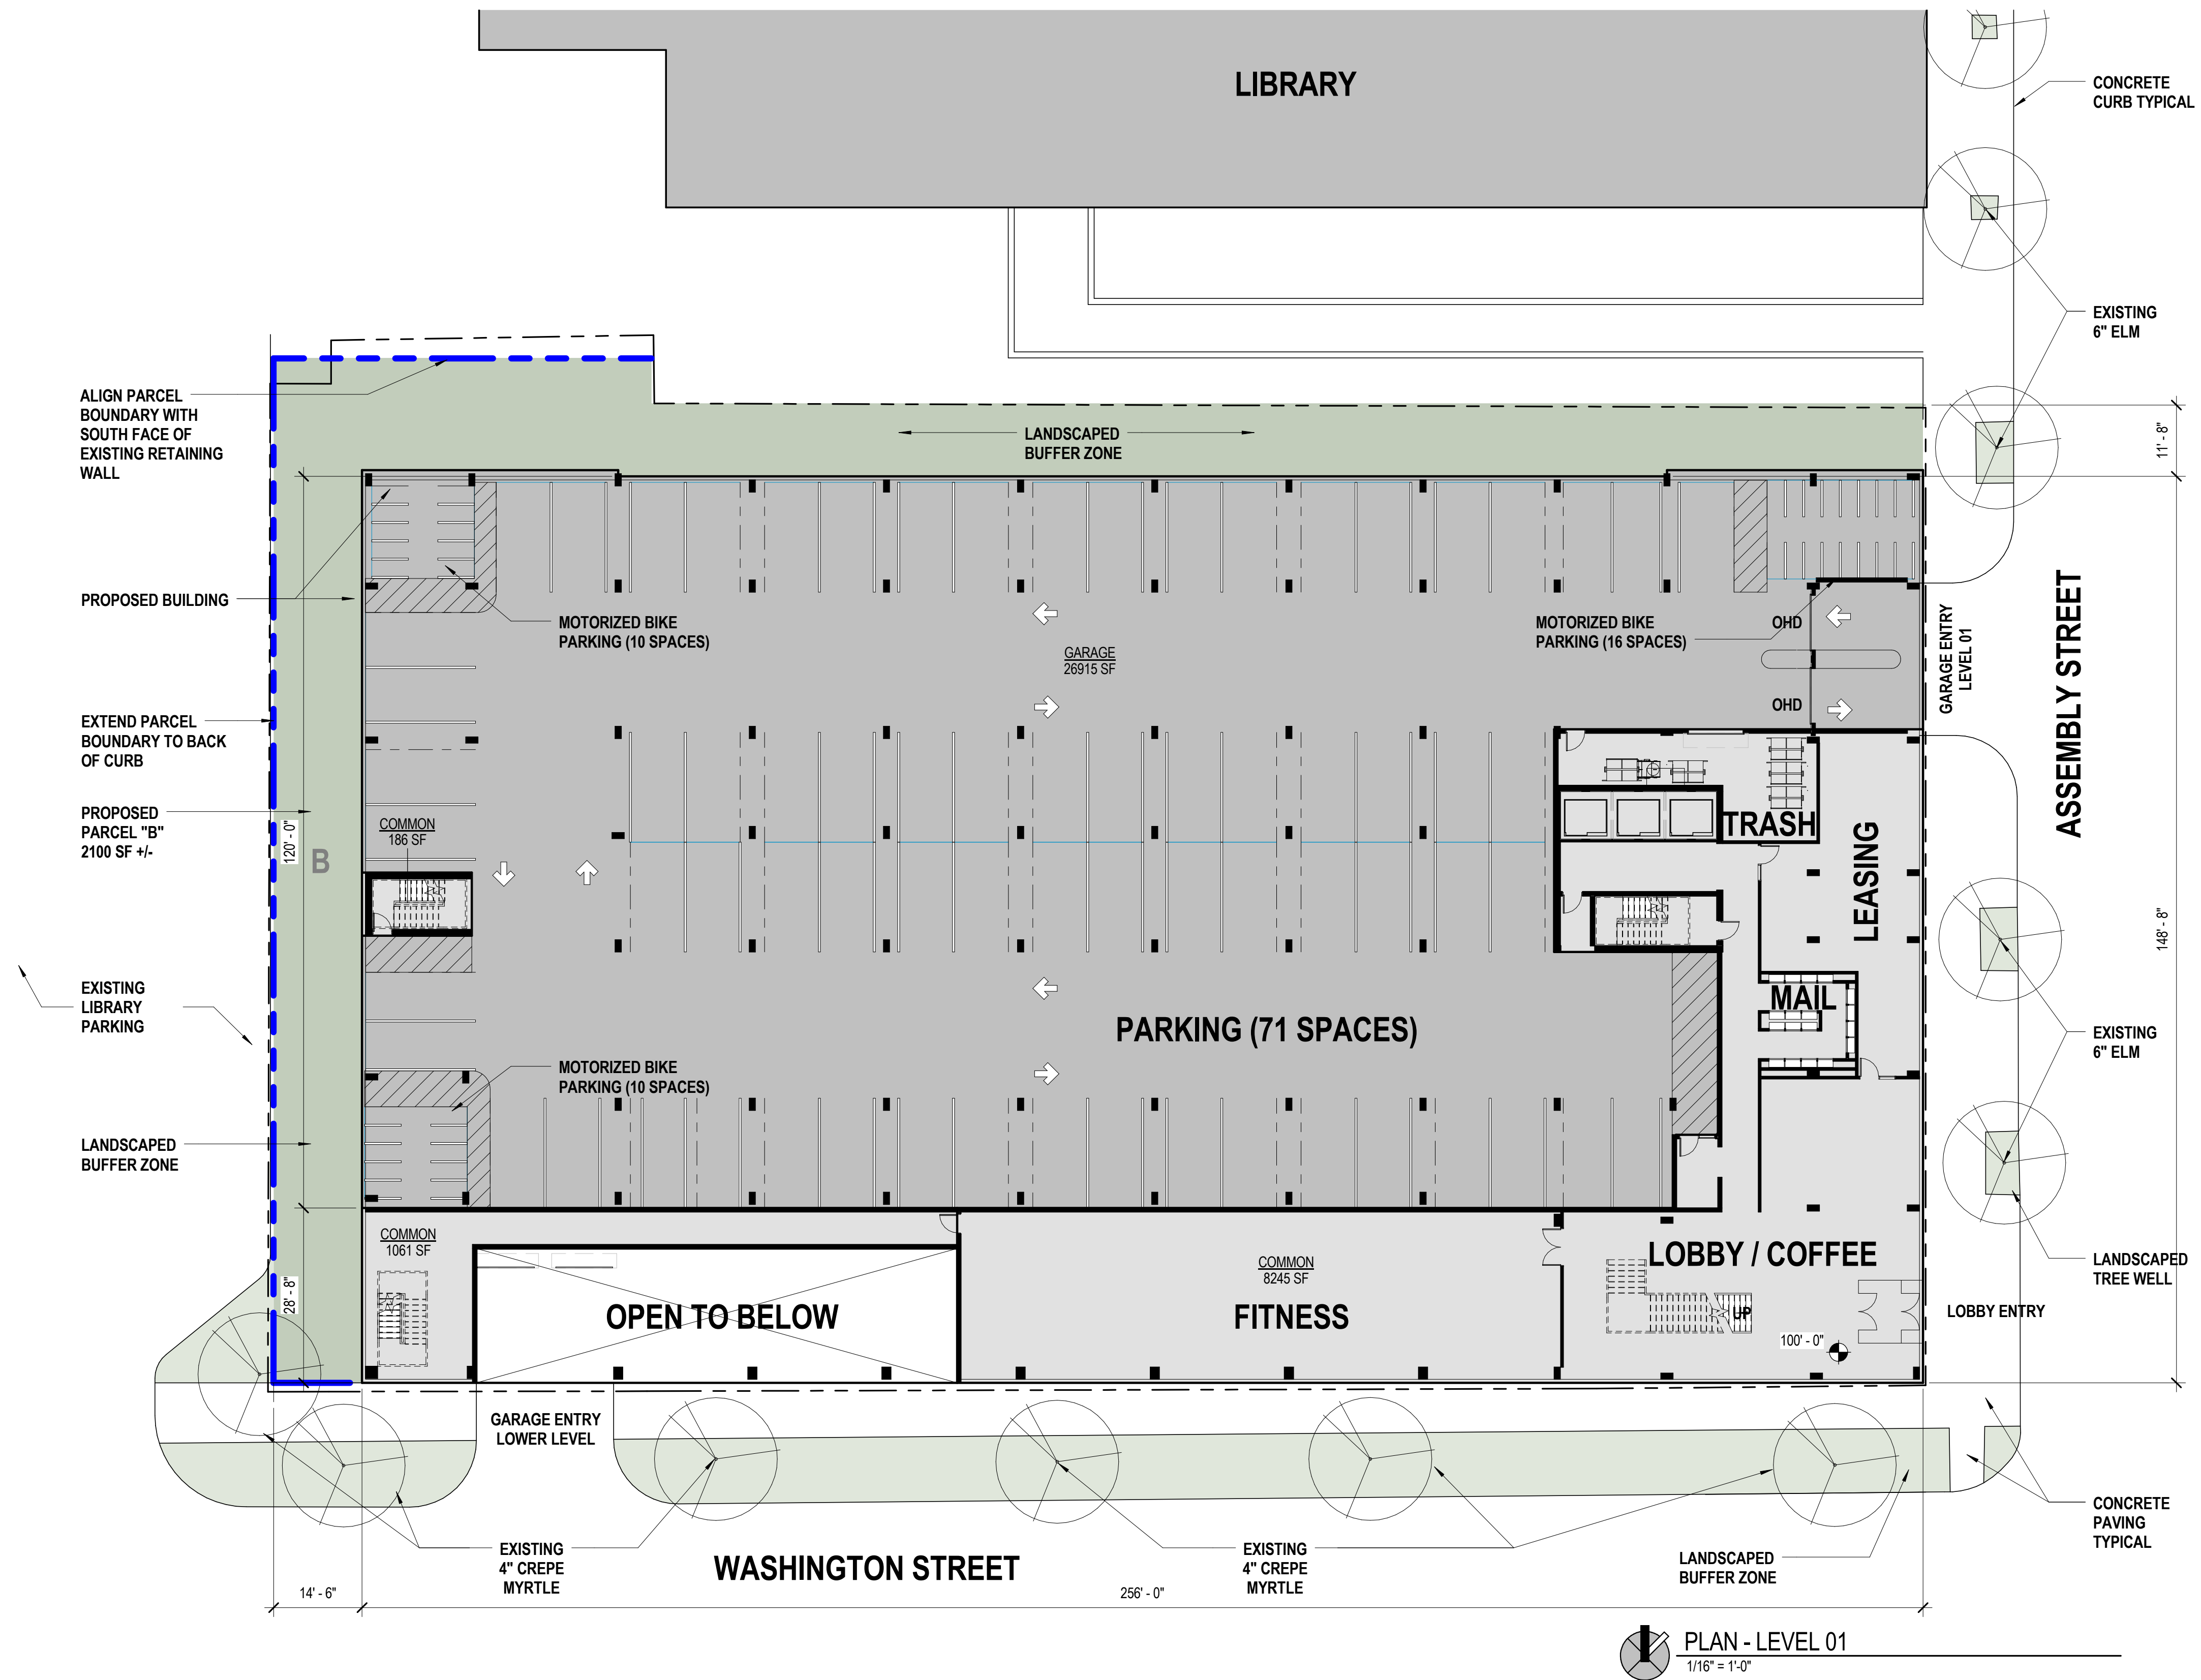 LIBRARY
CONCRETE
CURB TYPICAL
EXISTING
6" ELM
ALIGN PARCEL
BOUNDARY WITH
SOUTH FACE OF
EXISTING RETAINING
WALL
LANDSCAPED
BUFFER ZONE
11' - 8"
PROPOSED BUILDING
MOTORIZED BIKE
PARKING (10 SPACES)
GARAGE
26915 SF
MOTORIZED BIKE
PARKING (16 SPACES)
OHD
OHD
GARAGE ENTRY
LEVEL 01
ASSEMBLY STREET
EXTEND PARCEL
BOUNDARY TO BACK
OF CURB
PROPOSED
PARCEL "B"
2100 SF +/-
120' - 0"
B
COMMON
186 SF
TRASH
LEASING
148' - 8"
EXISTING
LIBRARY
PARKING
MAIL
PARKING (71 SPACES)
EXISTING
6" ELM
MOTORIZED BIKE
PARKING (10 SPACES)
LANDSCAPED
BUFFER ZONE
COMMON
1061 SF
28' - 8"
OPEN TO BELOW
COMMON
8245 SF
FITNESS
LOBBY / COFFEE
UP
100' - 0"
LANDSCAPED
TREE WELL
LOBBY ENTRY
GARAGE ENTRY
LOWER LEVEL
EXISTING
4" CREPE
MYRTLE
WASHINGTON STREET
EXISTING
4" CREPE
MYRTLE
LANDSCAPED
BUFFER ZONE
CONCRETE
PAVING
TYPICAL
14' - 6"
256' - 0"
PLAN - LEVEL 01
1/16" = 1'-0"